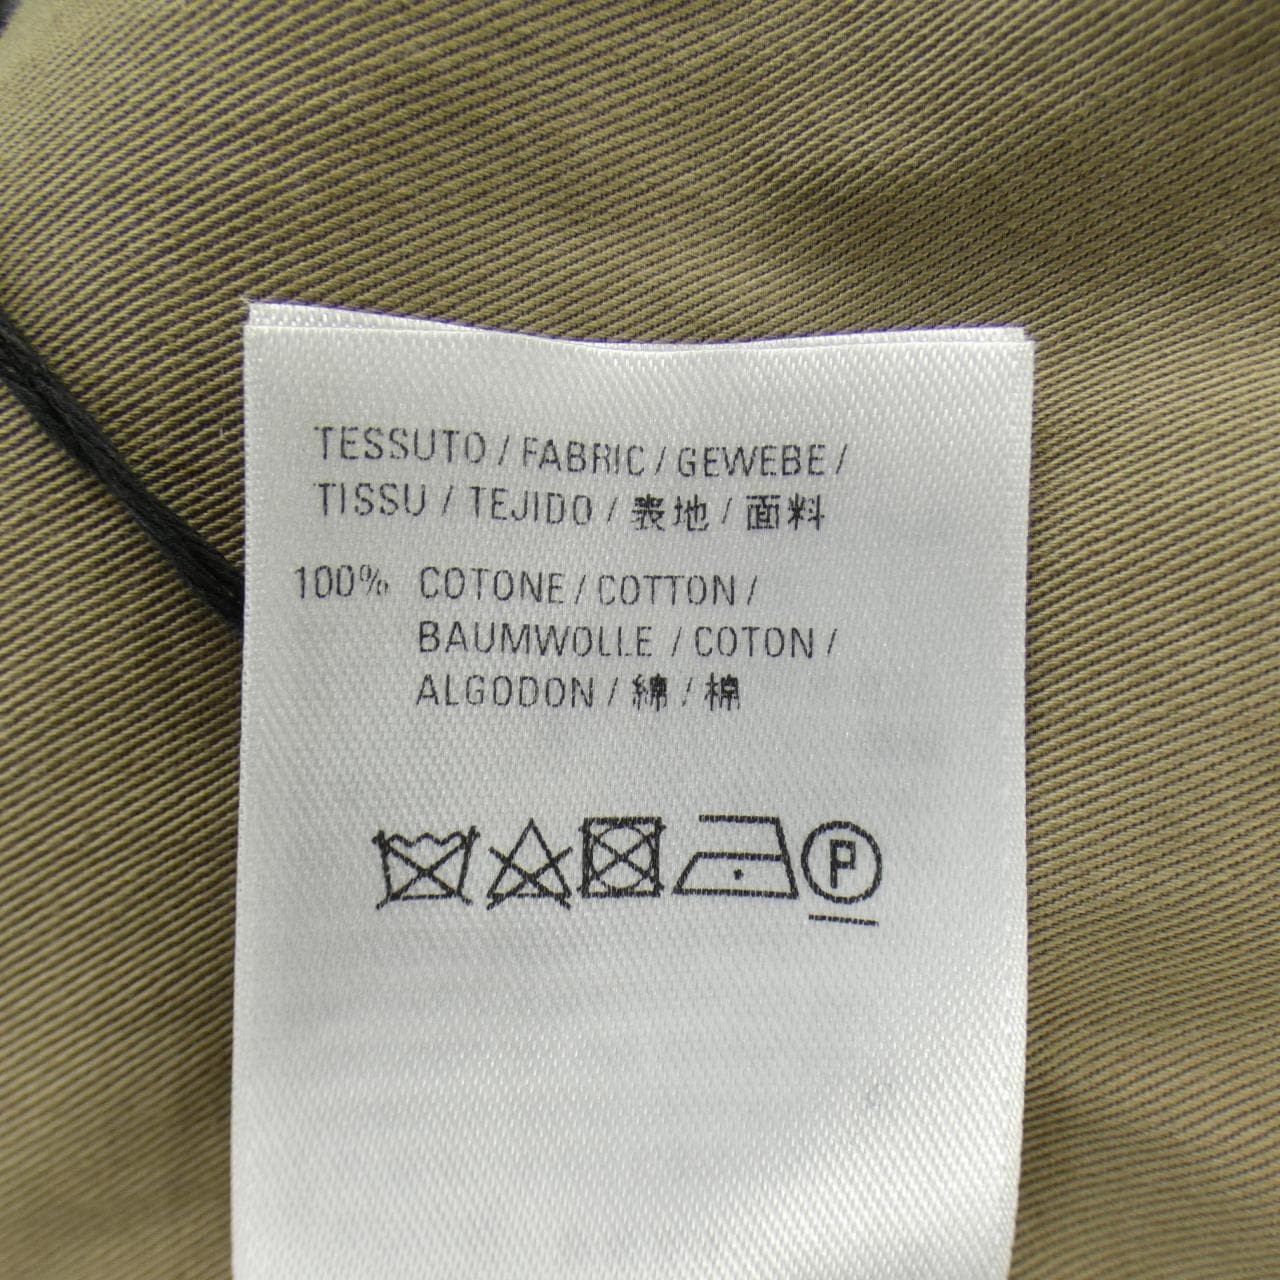 TESSUTO / FABRIC / GEWEBE /
TISSU / TEJIDO / 表地 / 面料
100% COTONE / COTTON /
BAUMWOLLE / COTON /
ALGODON / 綿 / 棉
P